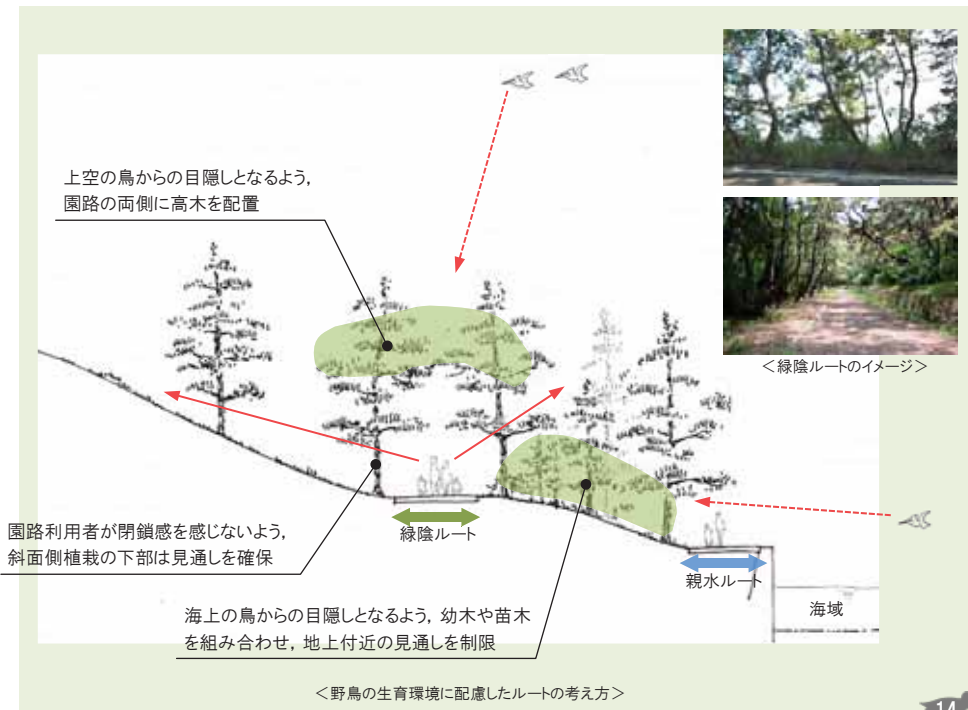 上空の鳥からの目隠しとなるよう,
園路の両側に高木を配置
＜緑陰ルートのイメージ＞
園路利用者が閉鎖感を感じないよう,
斜面側植栽の下部は見通しを確保
緑陰ルート
親水ルート
海域
海上の鳥からの目隠しとなるよう, 幼木や苗木
を組み合わせ, 地上付近の見通しを制限
＜野鳥の生育環境に配慮したルートの考え方＞
14